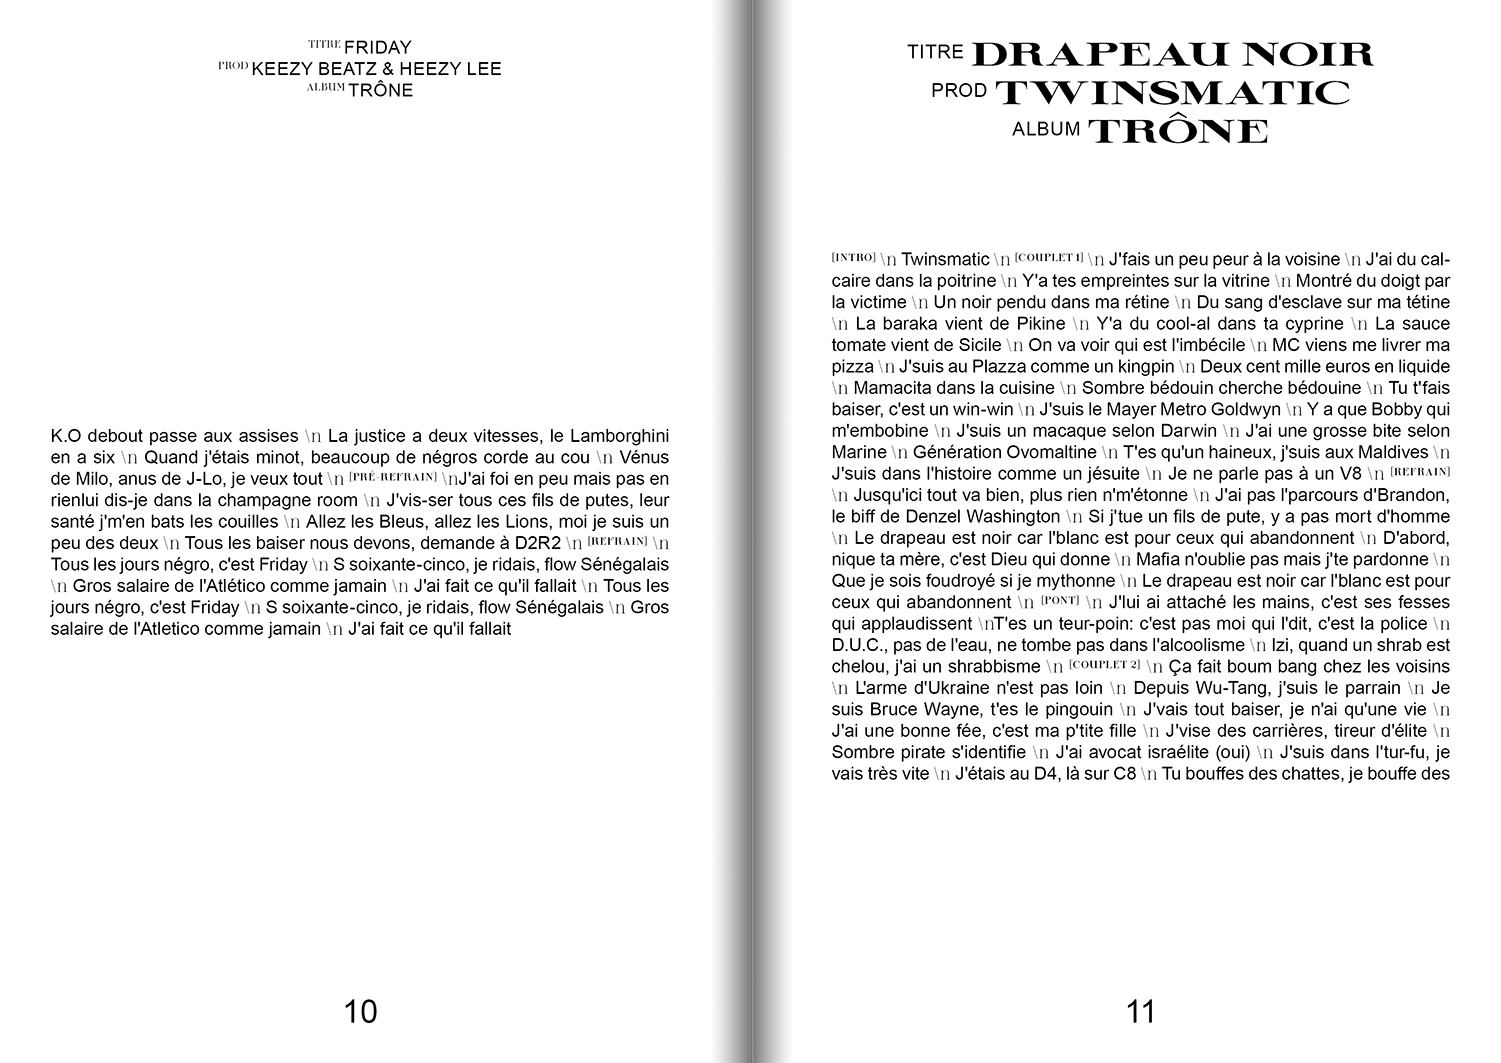 TITRE FRIDAY
PROD KEEZY BEATZ & HEEZY LEE
ALBUM TRÔNE
K.O debout passe aux assises \n La justice a deux vitesses, le Lamborghini
en a six \n Quand j'étais minot, beaucoup de négros corde au cou \n Vénus
de Milo, anus de J-Lo, je veux tout \n [PRÉ-REFRAIN] \nJ'ai foi en peu mais pas en
rienlui dis-je dans la champagne room \n J'vis-ser tous ces fils de putes, leur
santé j'm'en bats les couilles \n Allez les Bleus, allez les Lions, moi je suis un
peu des deux \n Tous les baiser nous devons, demande à D2R2 \n [REFRAIN] \n
Tous les jours négro, c'est Friday \n S soixante-cinco, je ridais, flow Sénégalais
\n Gros salaire de l'Atlético comme jamain \n J'ai fait ce qu'il fallait \n Tous les
jours négro, c'est Friday \n S soixante-cinco, je ridais, flow Sénégalais \n Gros
salaire de l'Atletico comme jamain \n J'ai fait ce qu'il fallait
10
TITRE DRAPEAU NOIR
PROD TWINSMATIC
ALBUM TRÔNE
[INTRO] \n Twinsmatic \n [COUPLET 1] \n J'fais un peu peur à la voisine \n J'ai du cal-
caire dans la poitrine \n Y'a tes empreintes sur la vitrine \n Montré du doigt par
la victime \n Un noir pendu dans ma rétine \n Du sang d'esclave sur ma tétine
\n La baraka vient de Pikine \n Y'a du cool-al dans ta cyprine \n La sauce
tomate vient de Sicile \n On va voir qui est l'imbécile \n MC viens me livrer ma
pizza \n J'suis au Plazza comme un kingpin \n Deux cent mille euros en liquide
\n Mamacita dans la cuisine \n Sombre bédouin cherche bédouine \n Tu t'fais
baiser, c'est un win-win \n J'suis le Mayer Metro Goldwyn \n Y a que Bobby qui
m'embobine \n J'suis un macaque selon Darwin \n J'ai une grosse bite selon
Marine \n Génération Ovomaltine \n T'es qu'un haineux, j'suis aux Maldives \n
J'suis dans l'histoire comme un jésuite \n Je ne parle pas à un V8 \n [REFRAIN]
\n Jusqu'ici tout va bien, plus rien n'm'étonne \n J'ai pas l'parcours d'Brandon,
le biff de Denzel Washington \n Si j'tue un fils de pute, y a pas mort d'homme
\n Le drapeau est noir car l'blanc est pour ceux qui abandonnent \n D'abord,
nique ta mère, c'est Dieu qui donne \n Mafia n'oublie pas mais j'te pardonne \n
Que je sois foudroyé si je mythonne \n Le drapeau est noir car l'blanc est pour
ceux qui abandonnent \n [PONT] \n J'lui ai attaché les mains, c'est ses fesses
qui applaudissent \nT'es un teur-poin: c'est pas moi qui l'dit, c'est la police \n
D.U.C., pas de l'eau, ne tombe pas dans l'alcoolisme \n Izi, quand un shrab est
chelou, j'ai un shrabbisme \n [COUPLET 2] \n Ça fait boum bang chez les voisins
\n L'arme d'Ukraine n'est pas loin \n Depuis Wu-Tang, j'suis le parrain \n Je
suis Bruce Wayne, t'es le pingouin \n J'vais tout baiser, je n'ai qu'une vie \n
J'ai une bonne fée, c'est ma p'tite fille \n J'vise des carrières, tireur d'élite \n
Sombre pirate s'identifie \n J'ai avocat israélite (oui) \n J'suis dans l'tur-fu, je
vais très vite \n J'étais au D4, là sur C8 \n Tu bouffes des chattes, je bouffe des
11